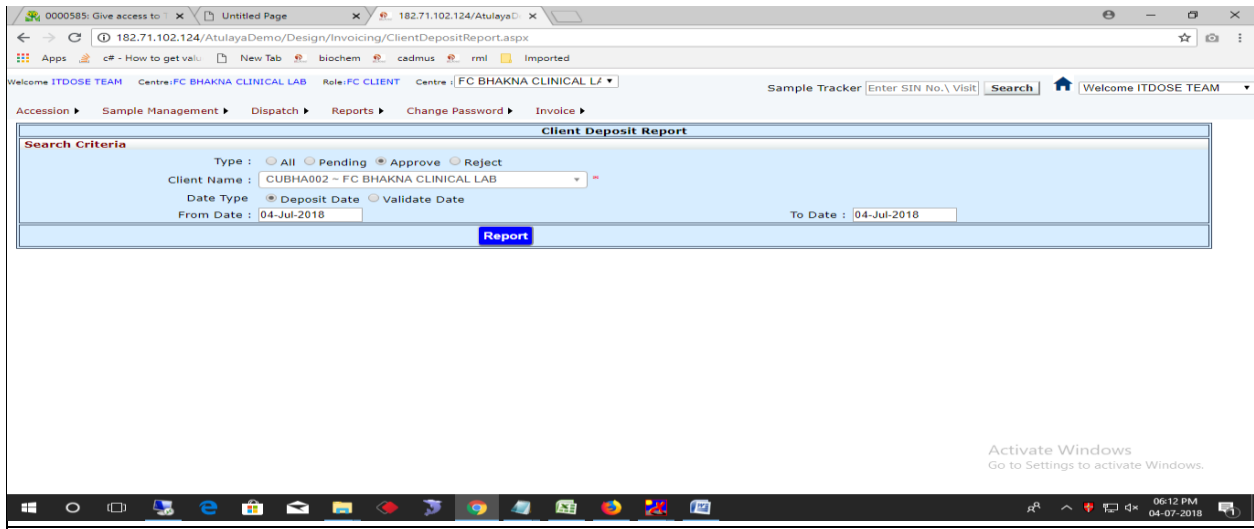 0000585: Give access to
Untitled Page
182.71.102.124/AtulayaD
182.71.102.124/AtulayaDemo/Design/Invoicing/ClientDepositReport.aspx
Apps c# - How to get valu New Tab biochem cadmus rml Imported
Welcome ITDOSE TEAM Centre:FC BHAKNA CLINICAL LAB Role:FC CLIENT Centre : FC BHAKNA CLINICAL LA
Sample Tracker Enter SIN No.\ Visit Search Welcome ITDOSE TEAM
Accession Sample Management Dispatch Reports Change Password Invoice
Client Deposit Report
Search Criteria
Type : All Pending Approve Reject
Client Name : CUBHA002 ~ FC BHAKNA CLINICAL LAB *
Date Type Deposit Date Validate Date
From Date : 04-Jul-2018 To Date : 04-Jul-2018
Report
Activate Windows
Go to Settings to activate Windows.
06:12 PM
04-07-2018